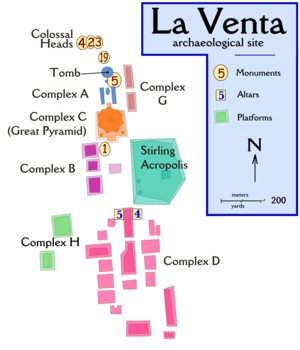 La Venta
archaeological site
5 Monuments
5 Altars
Platforms
N
meters
yards 200
Colossal
Heads
4 2 3
19
Tomb
5
Complex A
Complex
G
Complex C
(Great Pyramid)
1
Stirling
Acropolis
Complex B
5 4
Complex H
Complex D